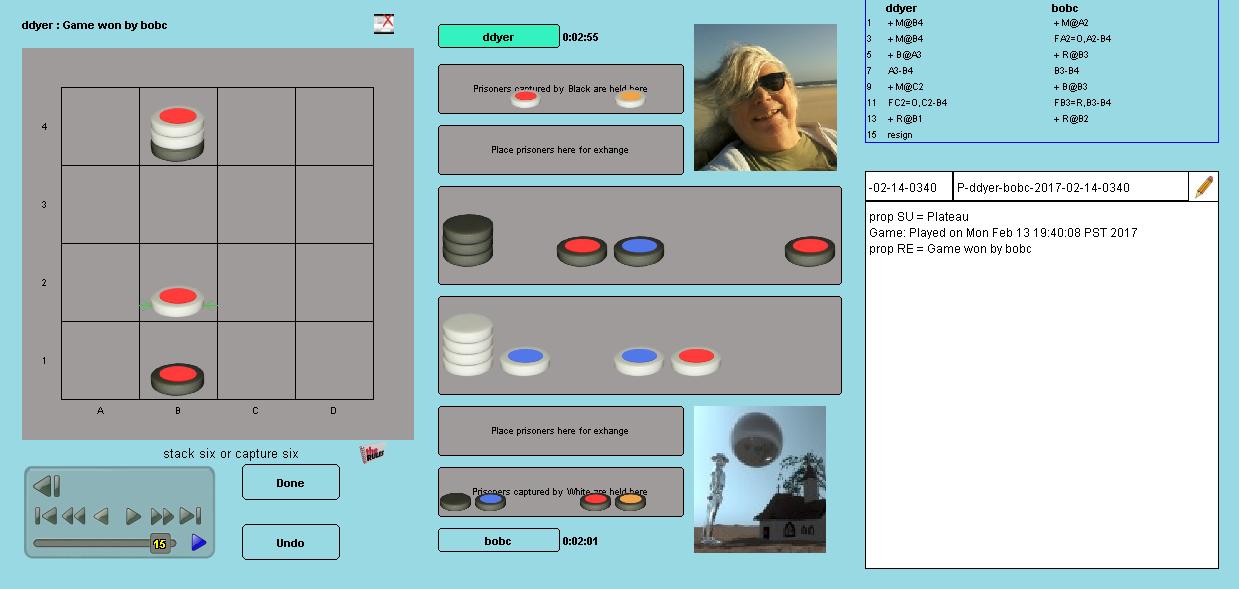 ddyer : Game won by bobc
4
3
2
1
A B C D
stack six or capture six
the RULES
Done
Undo
15
ddyer 0:02:55
Prisoners captured by Black are held here
Place prisoners here for exhange
Place prisoners here for exhange
Prisoners captured by White are held here
bobc 0:02:01
ddyer bobc
1 + M@B4 + M@A2
3 + M@B4 FA2=O,A2-B4
5 + B@A3 + R@B3
7 A3-B4 B3-B4
9 + M@C2 + B@B3
11 FC2=O,C2-B4 FB3=R,B3-B4
13 + R@B1 + R@B2
15 resign
-02-14-0340 P-ddyer-bobc-2017-02-14-0340
prop SU = Plateau
Game: Played on Mon Feb 13 19:40:08 PST 2017
prop RE = Game won by bobc